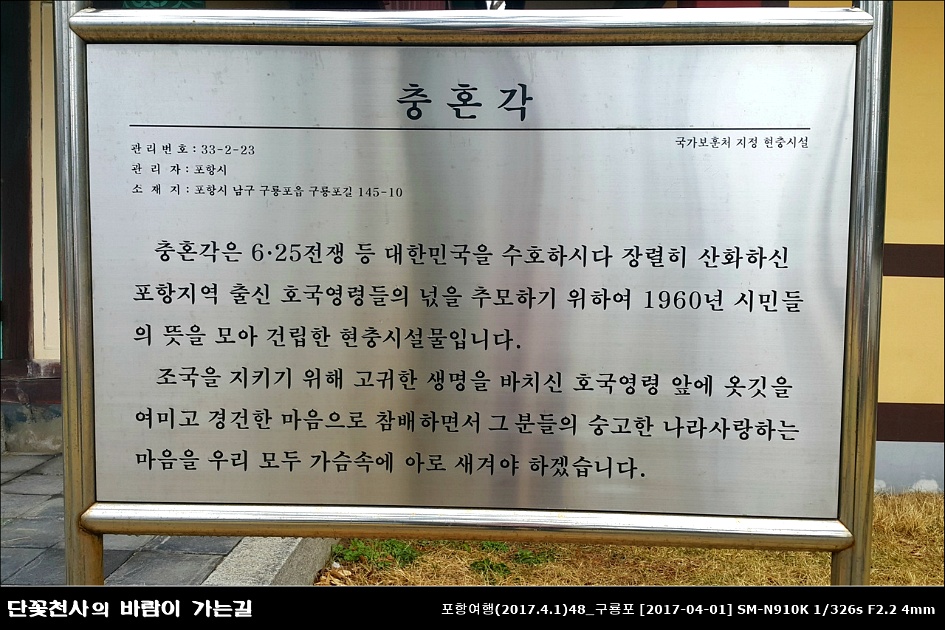 충혼각
관리번호 : 33-2-23
국가보훈처 지정 현충시설
관 리 자 : 포항시
소 재 지 : 포항시 남구 구룡포읍 구룡포길 145-10
충혼각은 6·25전쟁 등 대한민국을 수호하시다 장렬히 산화하신
포항지역 출신 호국영령들의 넋을 추모하기 위하여 1960년 시민들
의 뜻을 모아 건립한 현충시설물입니다.
조국을 지키기 위해 고귀한 생명을 바치신 호국영령 앞에 옷깃을
여미고 경건한 마음으로 참배하면서 그분들의 숭고한 나라사랑하는
마음을 우리 모두 가슴속에 아로 새겨야 하겠습니다.
단꽃천사의 바람이 가는길
포항여행(2017.4.1)48_구룡포 [2017-04-01] SM-N910K 1/326s F2.2 4mm